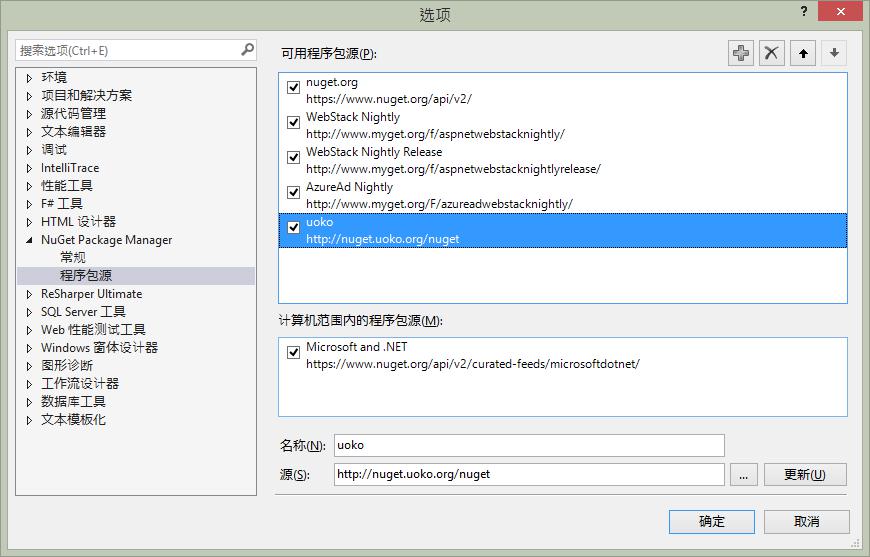 选项
?
搜索选项(Ctrl+E)
环境
项目和解决方案
源代码管理
文本编辑器
调试
IntelliTrace
性能工具
F# 工具
HTML 设计器
NuGet Package Manager
常规
程序包源
ReSharper Ultimate
SQL Server 工具
Web 性能测试工具
Windows 窗体设计器
图形诊断
工作流设计器
数据库工具
文本模板化
可用程序包源(P):
nuget.org
https://www.nuget.org/api/v2/
WebStack Nightly
http://www.myget.org/f/aspnetwebstacknightly/
WebStack Nightly Release
http://www.myget.org/f/aspnetwebstacknightlyrelease/
AzureAd Nightly
http://www.myget.org/F/azureadwebstacknightly/
uoko
http://nuget.uoko.org/nuget
计算机范围内的程序包源(M):
Microsoft and .NET
https://www.nuget.org/api/v2/curated-feeds/microsoftdotnet/
名称(N): uoko
源(S): http://nuget.uoko.org/nuget ... 更新(U)
确定 取消